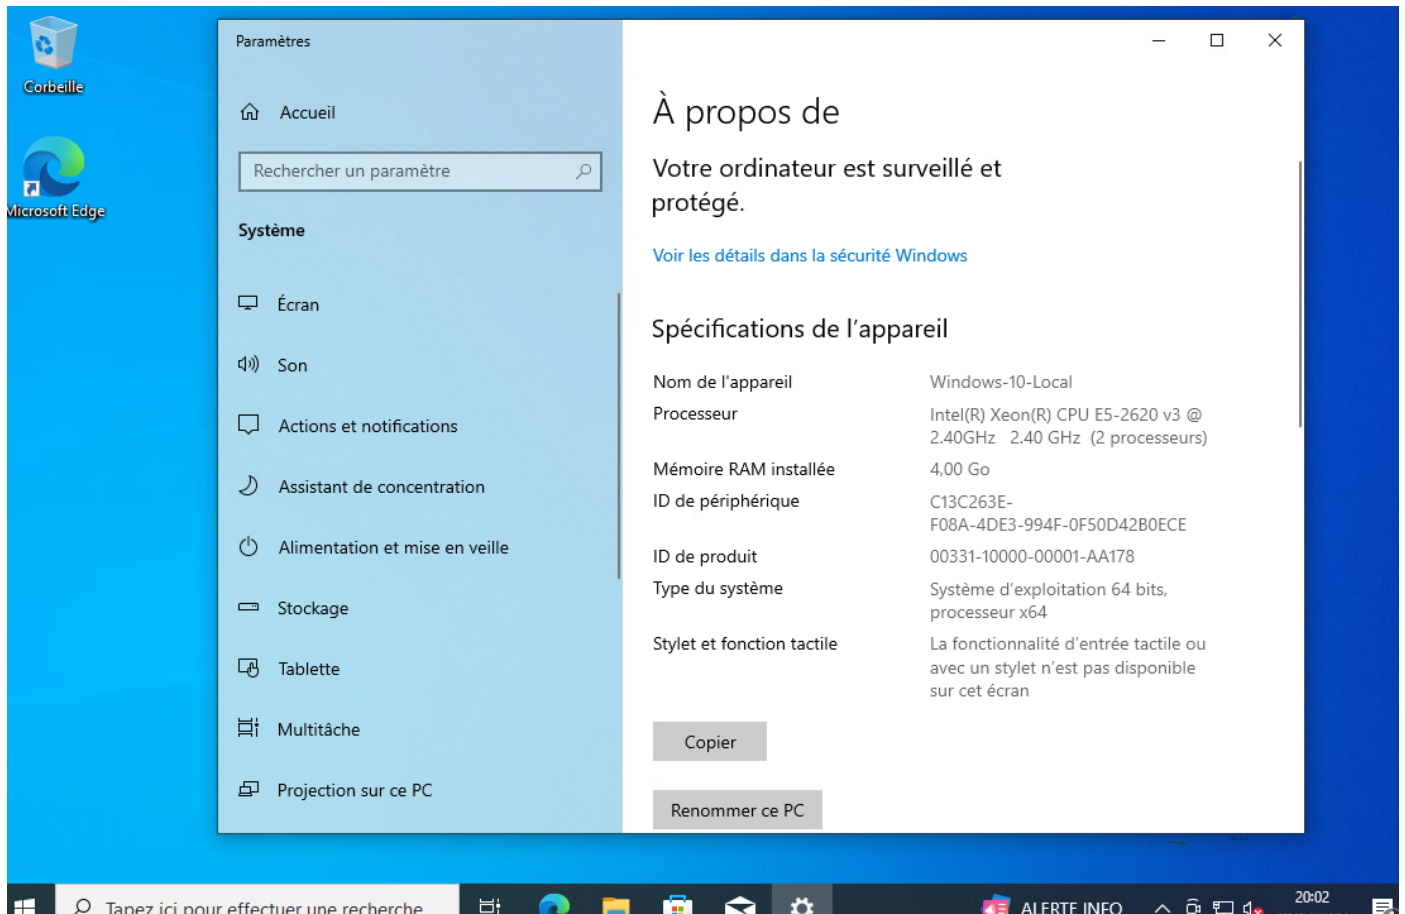 Corbeille
Microsoft Edge
Paramètres
Accueil
Rechercher un paramètre
Système
Écran
Son
Actions et notifications
Assistant de concentration
Alimentation et mise en veille
Stockage
Tablette
Multitâche
Projection sur ce PC
À propos de
Votre ordinateur est surveillé et
protégé.
Voir les détails dans la sécurité Windows
Spécifications de l’appareil
Nom de l'appareil Windows-10-Local
Processeur Intel(R) Xeon(R) CPU E5-2620 v3 @
2.40GHz 2.40 GHz (2 processeurs)
Mémoire RAM installée 4,00 Go
ID de périphérique C13C263E-
F08A-4DE3-994F-0F50D42B0ECE
ID de produit 00331-10000-00001-AA178
Type du système Système d’exploitation 64 bits,
processeur x64
Stylet et fonction tactile La fonctionnalité d’entrée tactile ou
avec un stylet n’est pas disponible
sur cet écran
Copier
Renommer ce PC
Tapez ici pour effectuer une recherche
ALERTE INFO
20:02